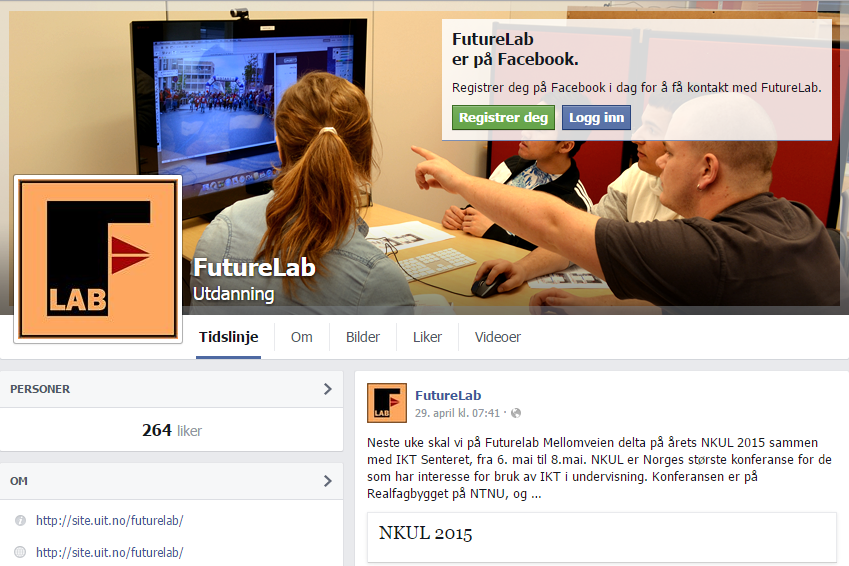 FutureLab
er på Facebook.
Registrer deg på Facebook i dag for å få kontakt med FutureLab.
Registrer deg
Logg inn
LAB
FutureLab
Utdanning
Tidslinje
Om
Bilder
Liker
Videoer
PERSONER
264 liker
OM
http://site.uit.no/futurelab/
http://site.uit.no/futurelab/
LAB
FutureLab
29. april kl. 07:41 ·
Neste uke skal vi på Futurelab Mellomveien delta på årets NKUL 2015 sammen
med IKT Senteret, fra 6. mai til 8.mai. NKUL er Norges største konferanse for de
som har interesse for bruk av IKT i undervisning. Konferansen er på
Realfagbygget på NTNU, og ...
NKUL 2015